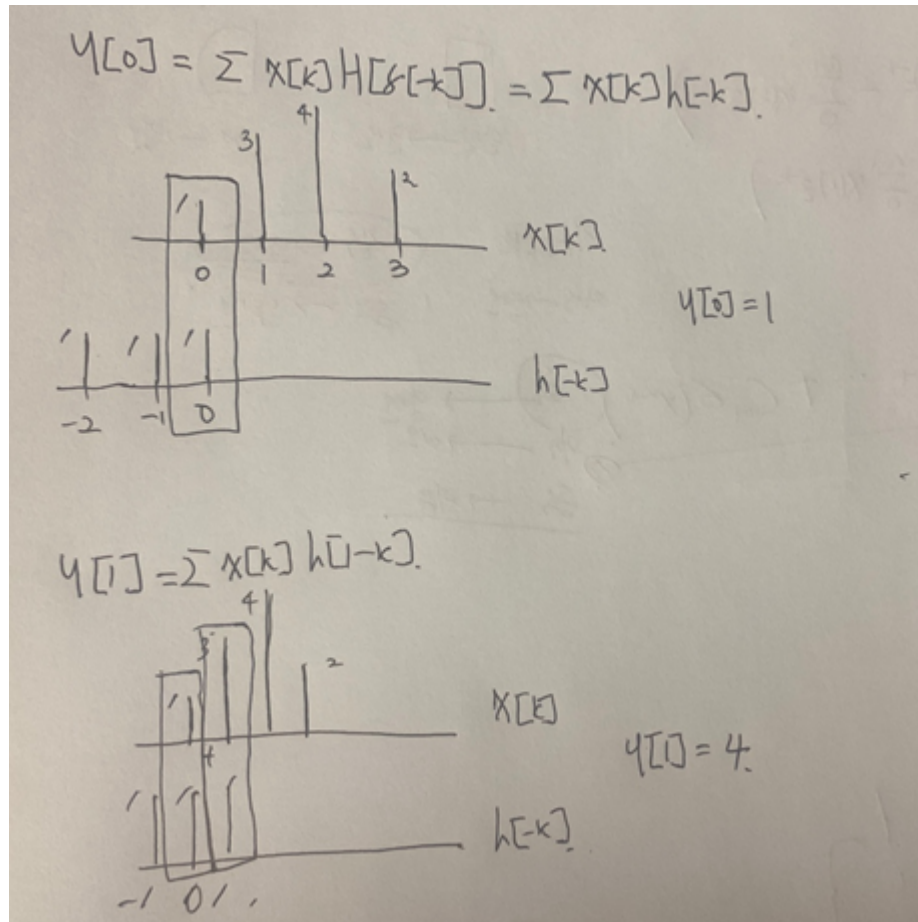 y[0] = Σ x[k]H[δ[-k]]. = Σ x[k]h[-k].
1 3 4 2
x[k].
0 1 2 3
y[0]=1
1 1 1
h[-k]
-2 -1 0
y[1] = Σ x[k] h[1-k].
1 3 4 2
x[k]
+
y[1] = 4.
1 1 1
h[-k].
-1 0 1